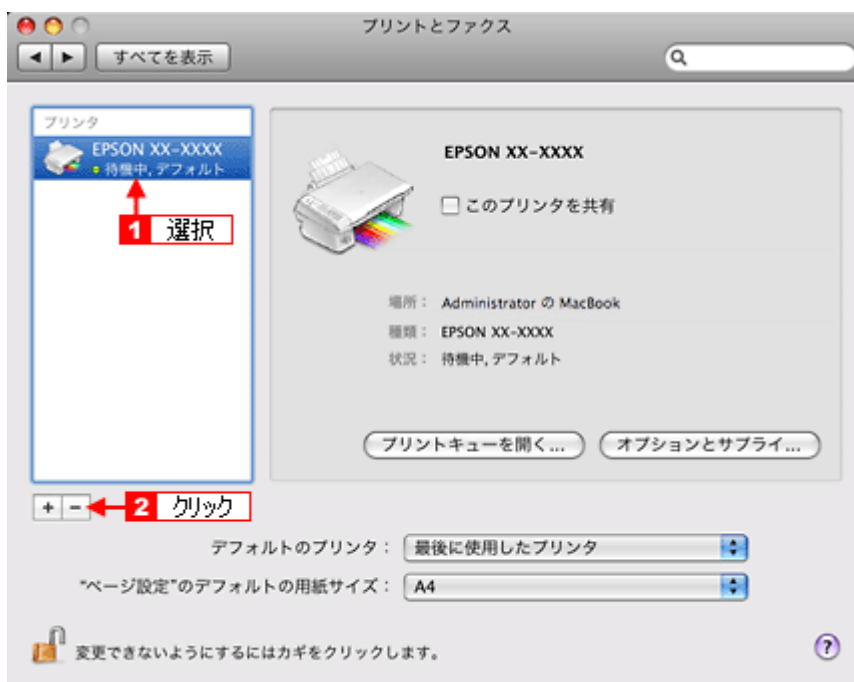 プリントとファクス
すべてを表示
プリンタ
EPSON XX-XXXX
待機中, デフォルト
1 選択
EPSON XX-XXXX
このプリンタを共有
場所： Administrator の MacBook
種類： EPSON XX-XXXX
状況： 待機中, デフォルト
プリントキューを開く...
オプションとサプライ...
+ -
2 クリック
デフォルトのプリンタ： 最後に使用したプリンタ
“ページ設定”のデフォルトの用紙サイズ： A4
変更できないようにするにはカギをクリックします。
?